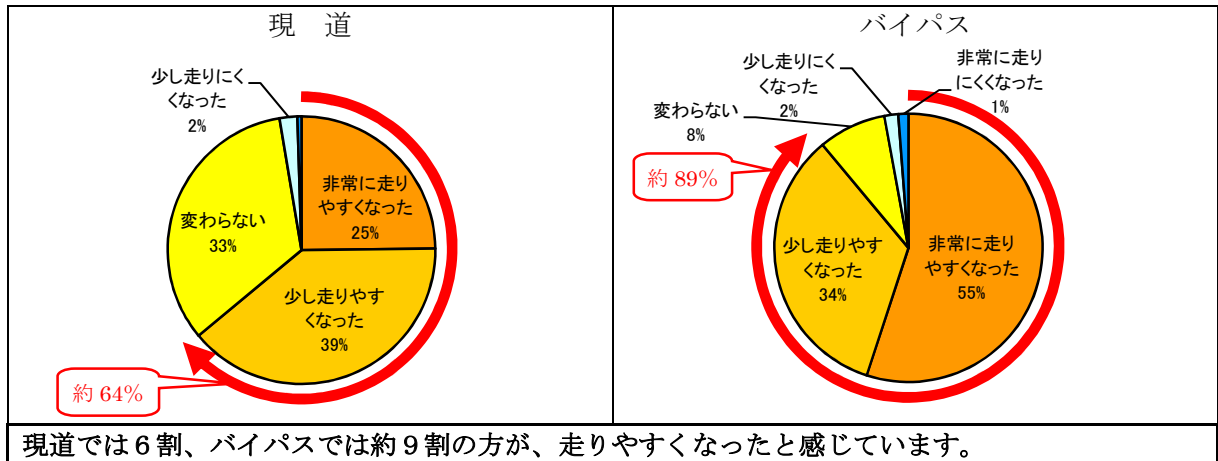 現　道
少し走りにく
くなった
2%
非常に走り
やすくなった
25%
変わらない
33%
少し走りやす
くなった
39%
約 64%
バイパス
少し走りにく
くなった
2%
非常に走り
にくくなった
1%
変わらない
8%
約 89%
少し走りやす
くなった
34%
非常に走り
やすくなった
55%
現道では６割、バイパスでは約９割の方が、走りやすくなったと感じています。